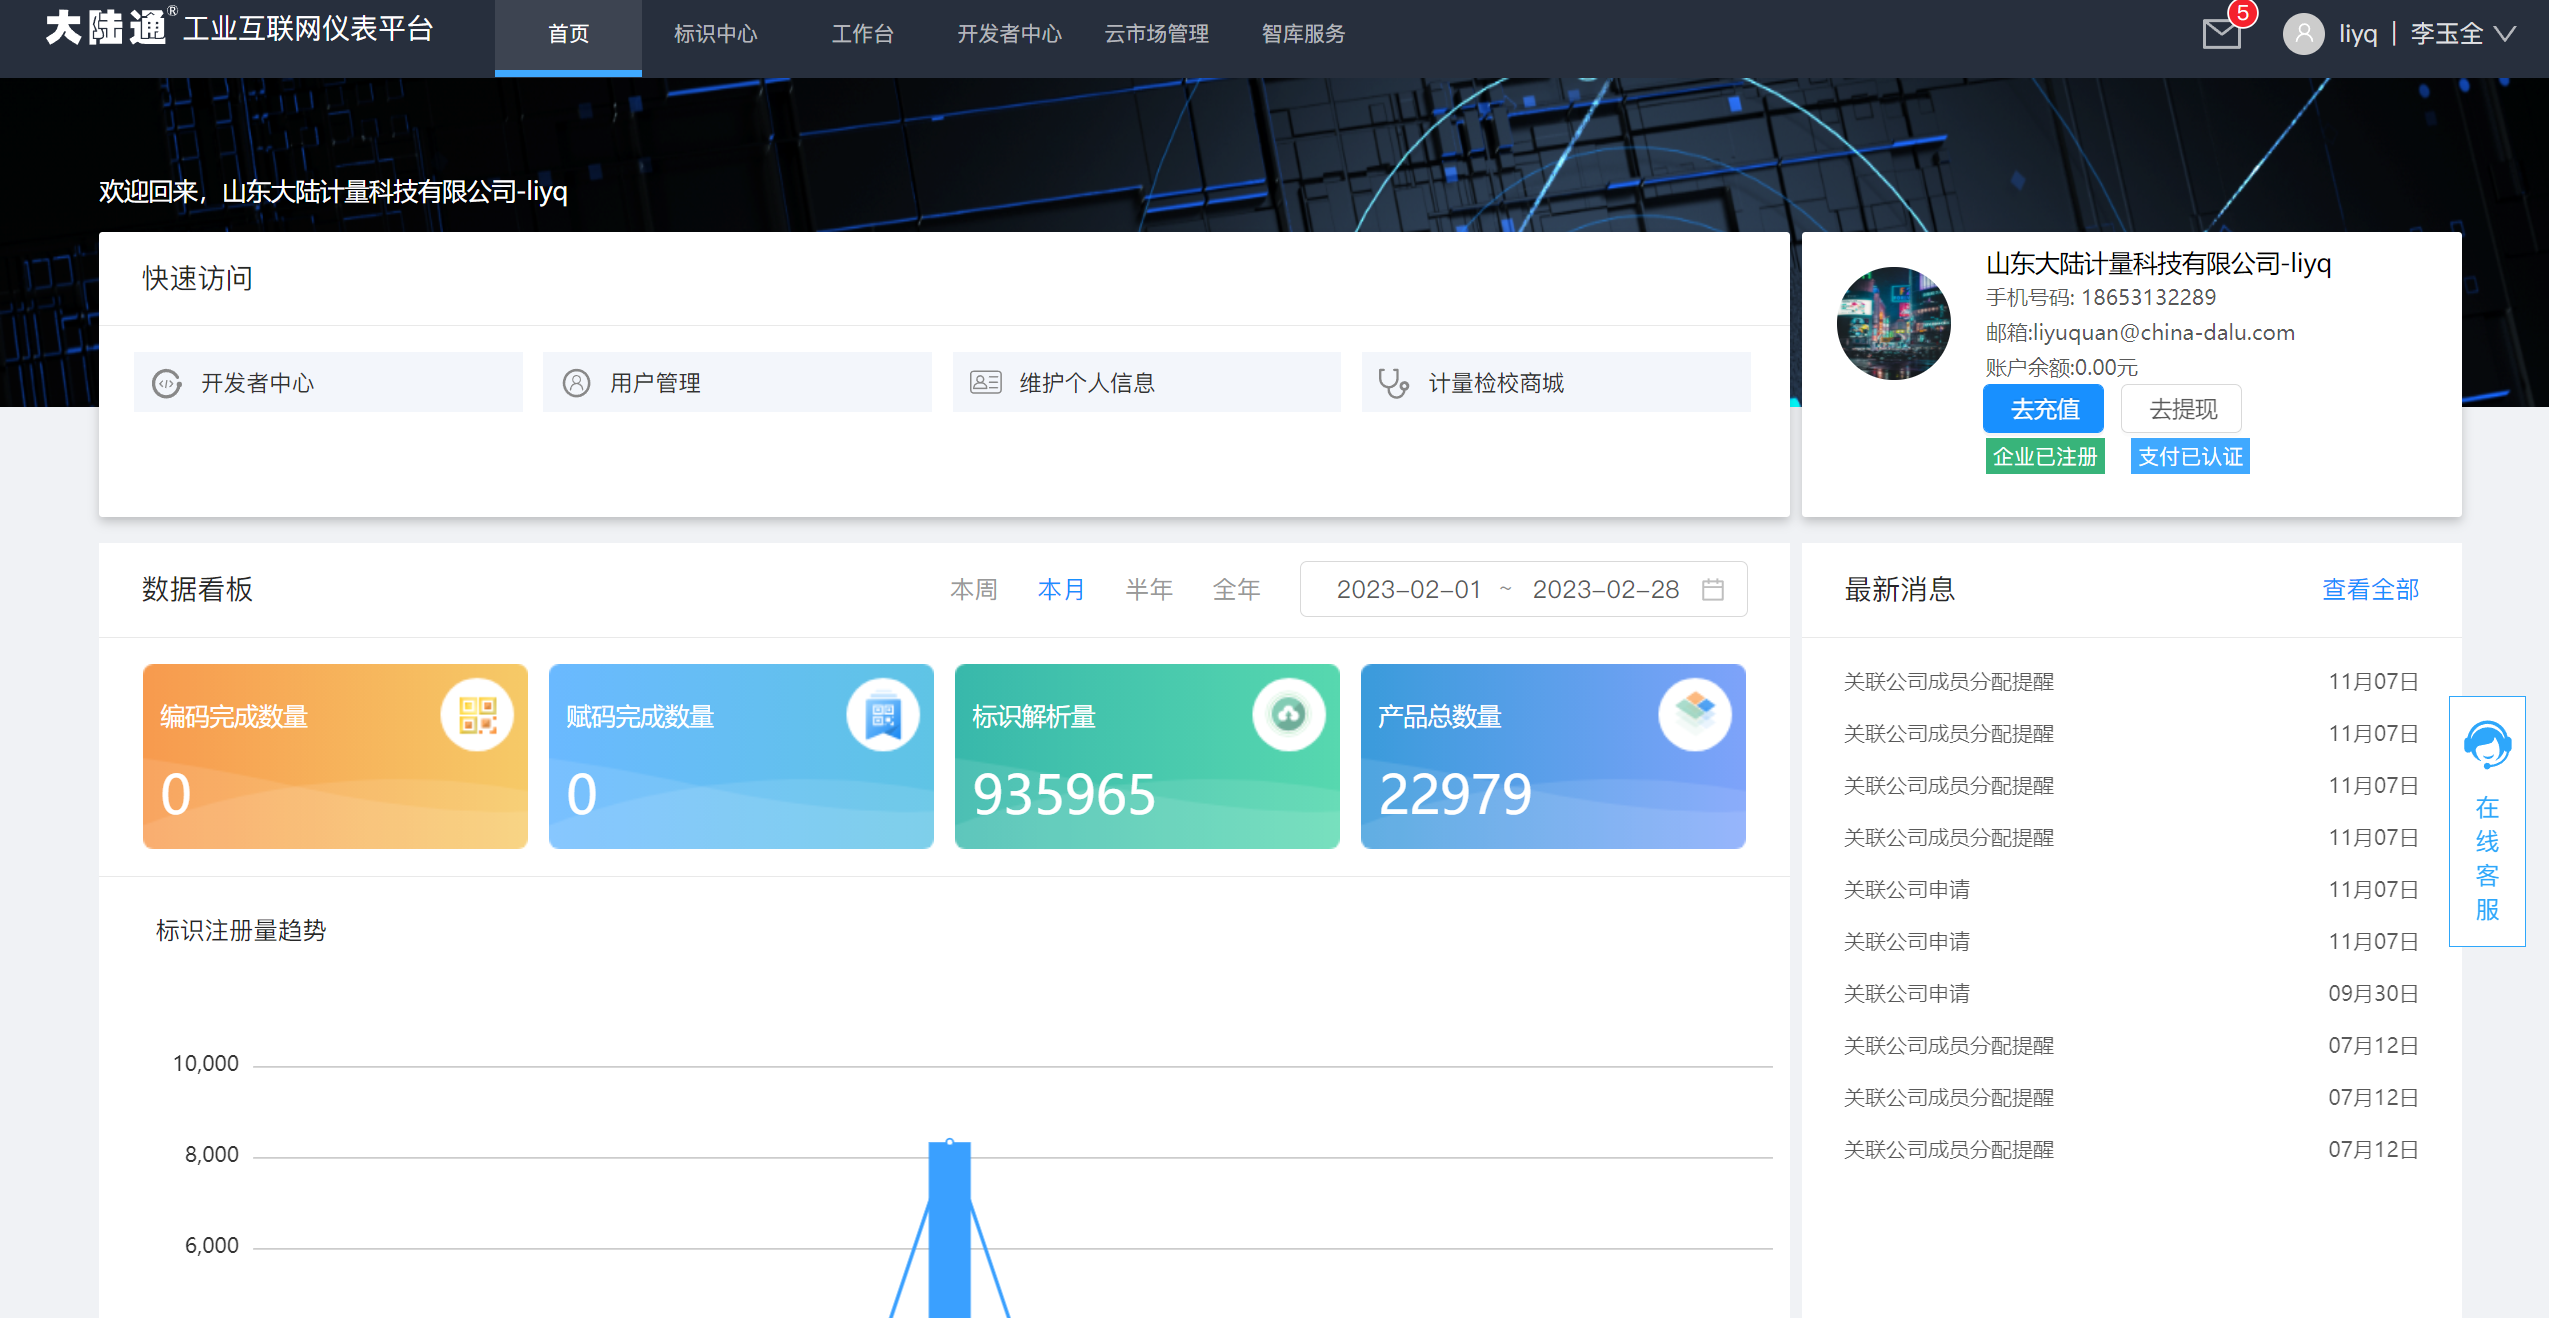 大陆通® 工业互联网仪表平台 首页 标识中心 工作台 开发者中心 云市场管理 智库服务 5 liyq | 李玉全
欢迎回来，山东大陆计量科技有限公司-liyq
快速访问
开发者中心 用户管理 维护个人信息 计量检校商城
山东大陆计量科技有限公司-liyq
手机号码: 18653132289
邮箱:liyuquan@china-dalu.com
账户余额:0.00元
去充值 去提现
企业已注册 支付已认证
数据看板 本周 本月 半年 全年 2023-02-01 ~ 2023-02-28
编码完成数量 赋码完成数量 标识解析量 产品总数量
0 0 935965 22979
标识注册量趋势
10,000
8,000
6,000
最新消息 查看全部
关联公司成员分配提醒 11月07日
关联公司成员分配提醒 11月07日
关联公司成员分配提醒 11月07日
关联公司成员分配提醒 11月07日
关联公司申请 11月07日
关联公司申请 11月07日
关联公司申请 09月30日
关联公司成员分配提醒 07月12日
关联公司成员分配提醒 07月12日
关联公司成员分配提醒 07月12日
在线客服